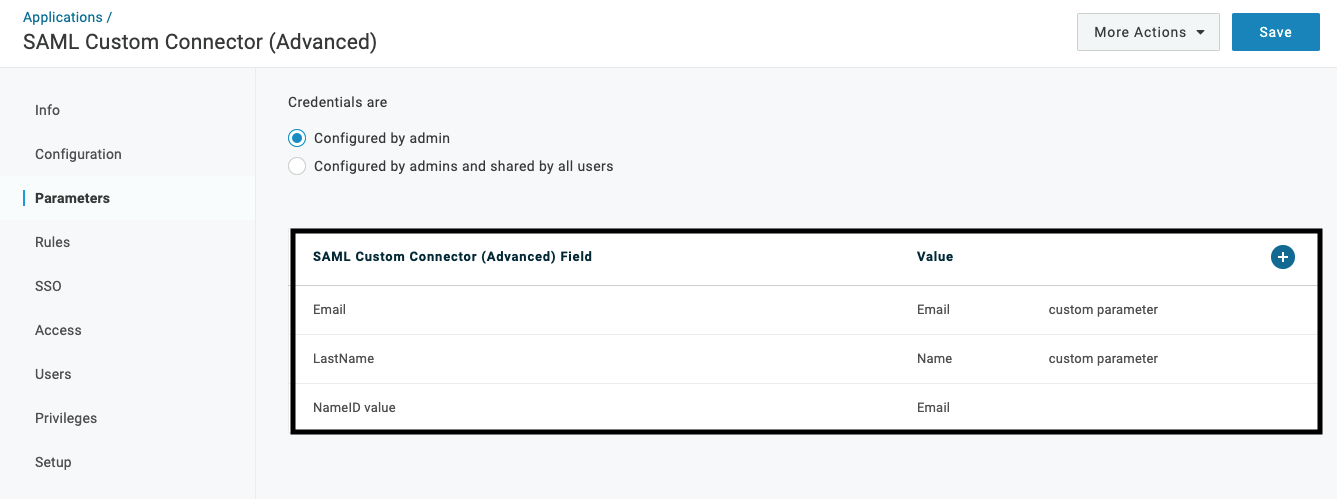 Applications /
SAML Custom Connector (Advanced)
More Actions
Save
Info
Configuration
Parameters
Rules
SSO
Access
Users
Privileges
Setup
Credentials are
Configured by admin
Configured by admins and shared by all users
SAML Custom Connector (Advanced) Field Value
Email Email custom parameter
LastName Name custom parameter
NameID value Email